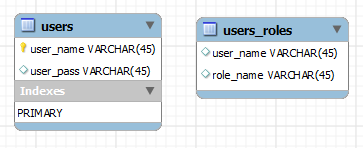 users
user_name VARCHAR(45)
user_pass VARCHAR(45)
Indexes
PRIMARY
users_roles
user_name VARCHAR(45)
role_name VARCHAR(45)